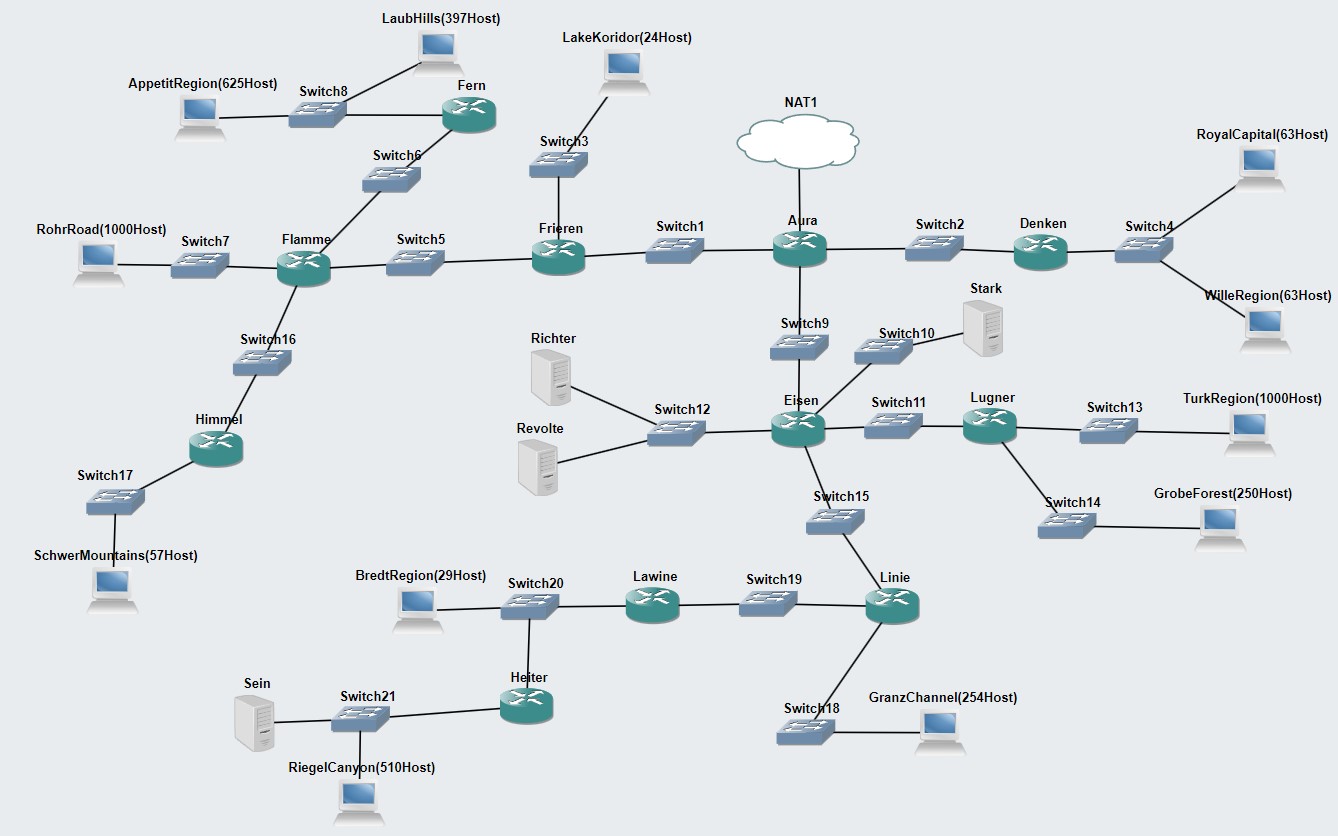 LaubHills(397Host)
LakeKoridor(24Host)
AppetitRegion(625Host)
Switch8
Fern
NAT1
RoyalCapital(63Host)
Switch3
Switch6
RohrRoad(1000Host)
Switch7
Flamme
Switch5
Frieren
Switch1
Aura
Switch2
Denken
Switch4
Stark
WilleRegion(63Host)
Switch16
Richter
Switch9
Switch10
Himmel
Revolte
Switch12
Eisen
Switch11
Lugner
Switch13
TurkRegion(1000Host)
Switch17
Switch15
Switch14
GrobeForest(250Host)
SchwerMountains(57Host)
BredtRegion(29Host)
Switch20
Lawine
Switch19
Linie
Sein
Switch21
Heiter
Switch18
GranzChannel(254Host)
RiegelCanyon(510Host)